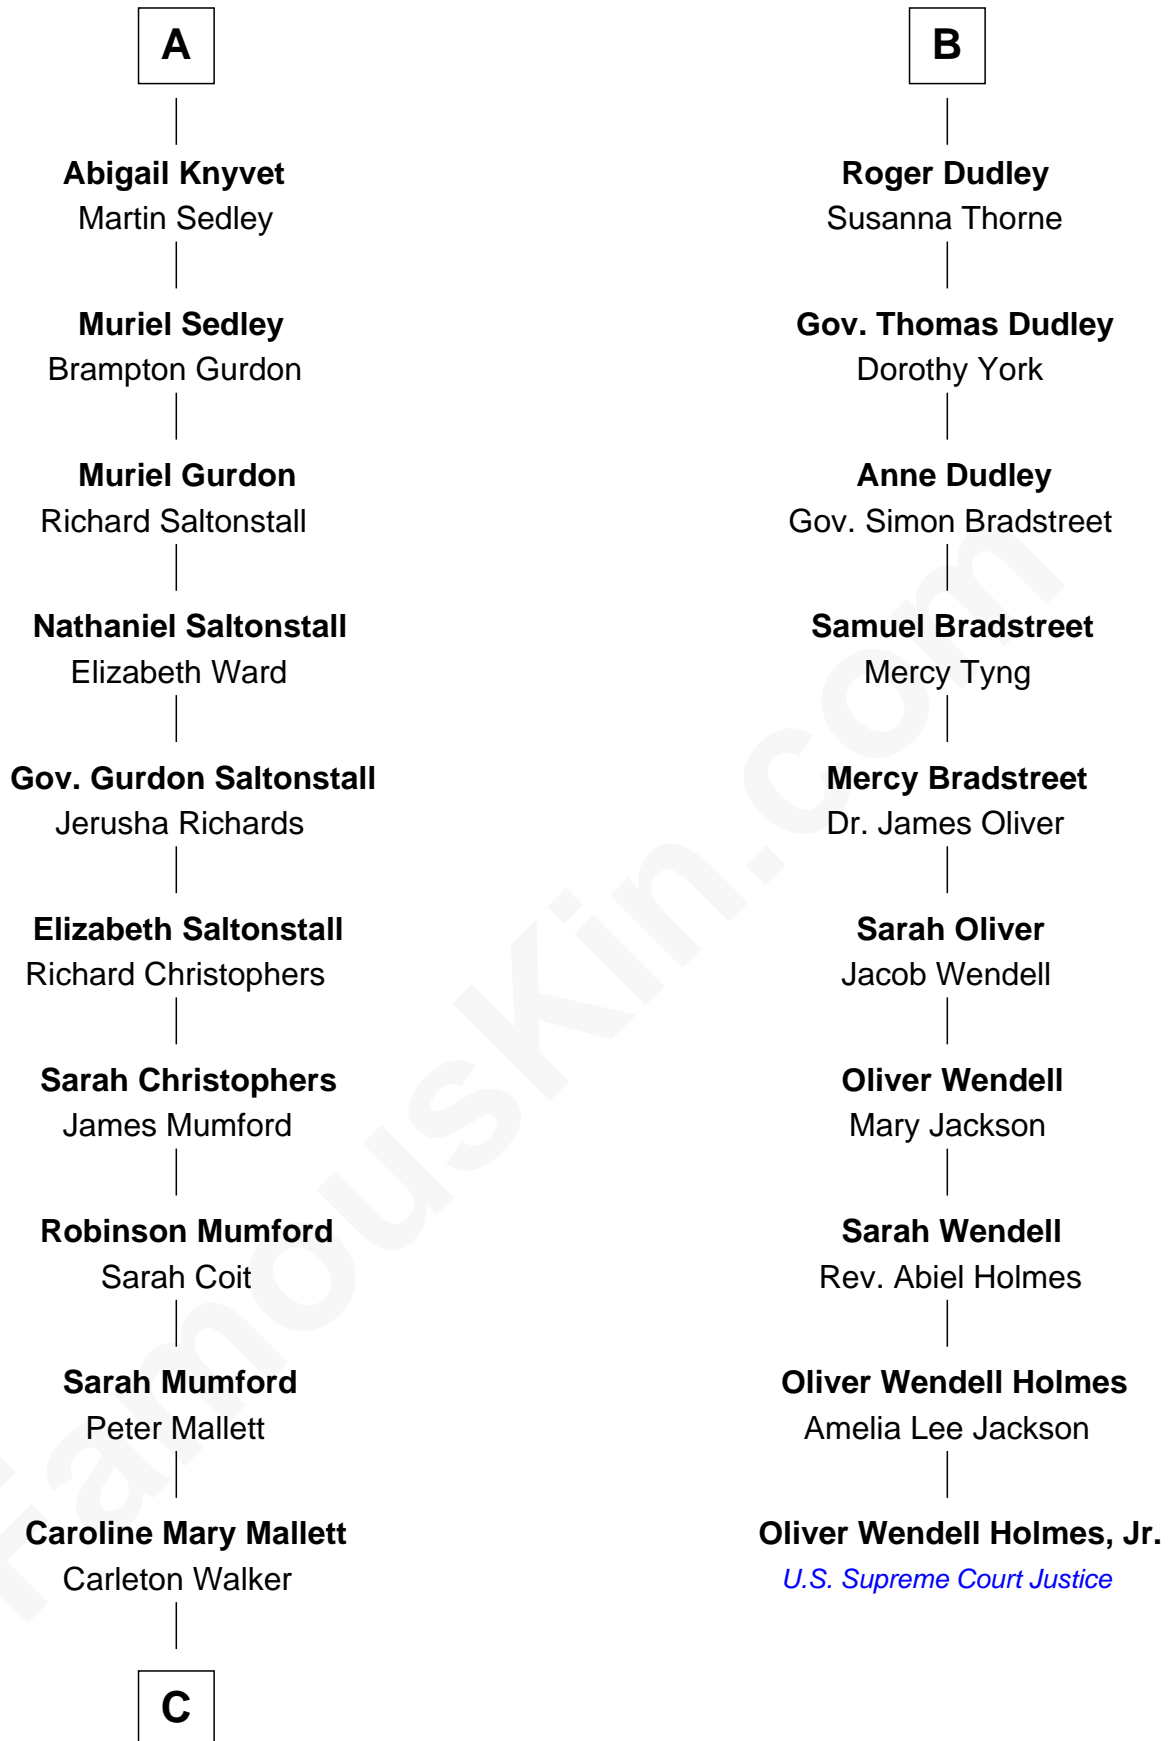 A
Abigail Knyvet
Martin Sedley
Muriel Sedley
Brampton Gurdon
Muriel Gurdon
Richard Saltonstall
Nathaniel Saltonstall
Elizabeth Ward
Gov. Gurdon Saltonstall
Jerusha Richards
Elizabeth Saltonstall
Richard Christophers
Sarah Christophers
James Mumford
Robinson Mumford
Sarah Coit
Sarah Mumford
Peter Mallett
Caroline Mary Mallett
Carleton Walker
C
B
Roger Dudley
Susanna Thorne
Gov. Thomas Dudley
Dorothy York
Anne Dudley
Gov. Simon Bradstreet
Samuel Bradstreet
Mercy Tyng
Mercy Bradstreet
Dr. James Oliver
Sarah Oliver
Jacob Wendell
Oliver Wendell
Mary Jackson
Sarah Wendell
Rev. Abiel Holmes
Oliver Wendell Holmes
Amelia Lee Jackson
Oliver Wendell Holmes, Jr.
U.S. Supreme Court Justice
FamousKin.com